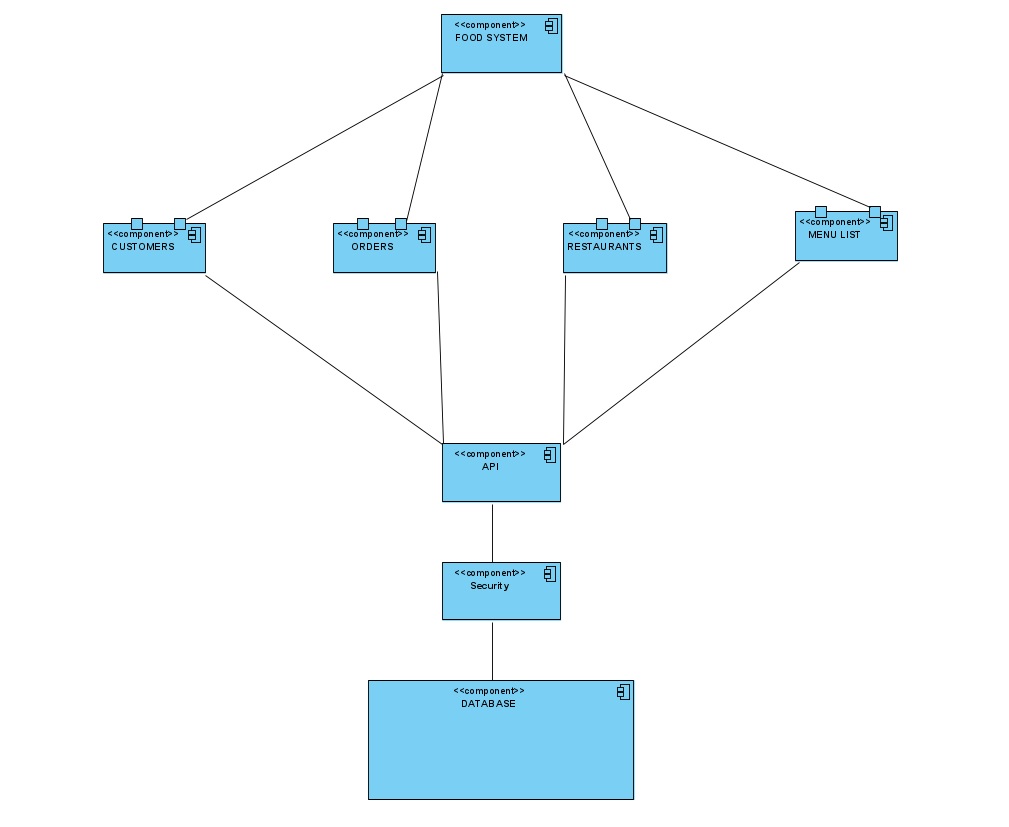 <<component>>
FOOD SYSTEM
<<component>>
CUSTOMERS
<<component>>
ORDERS
<<component>>
RESTAURANTS
<<component>>
MENU LIST
<<component>>
API
<<component>>
Security
<<component>>
DATABASE